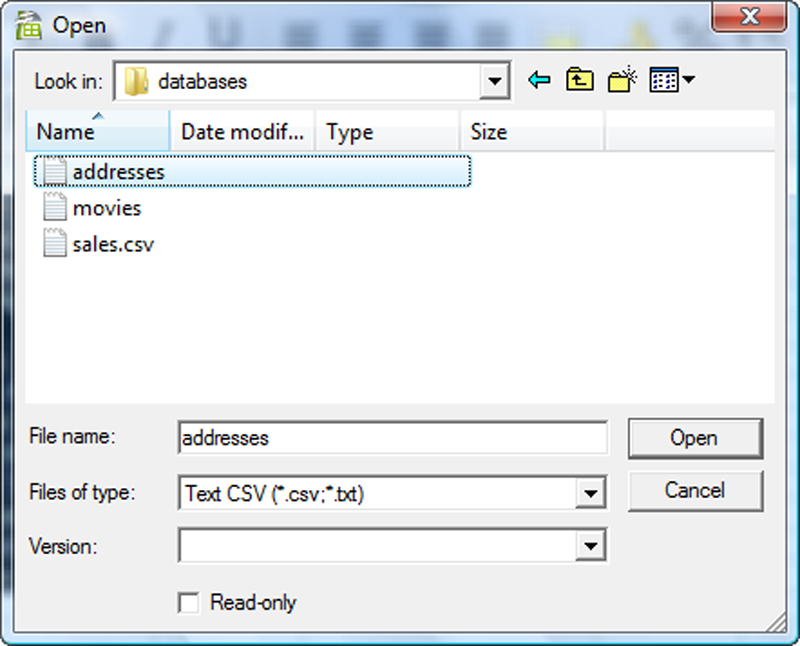 Open
Look in: databases
Name Date modif... Type Size
addresses
movies
sales.csv
File name: addresses Open
Files of type: Text CSV (*.csv;*.txt) Cancel
Version:
Read-only